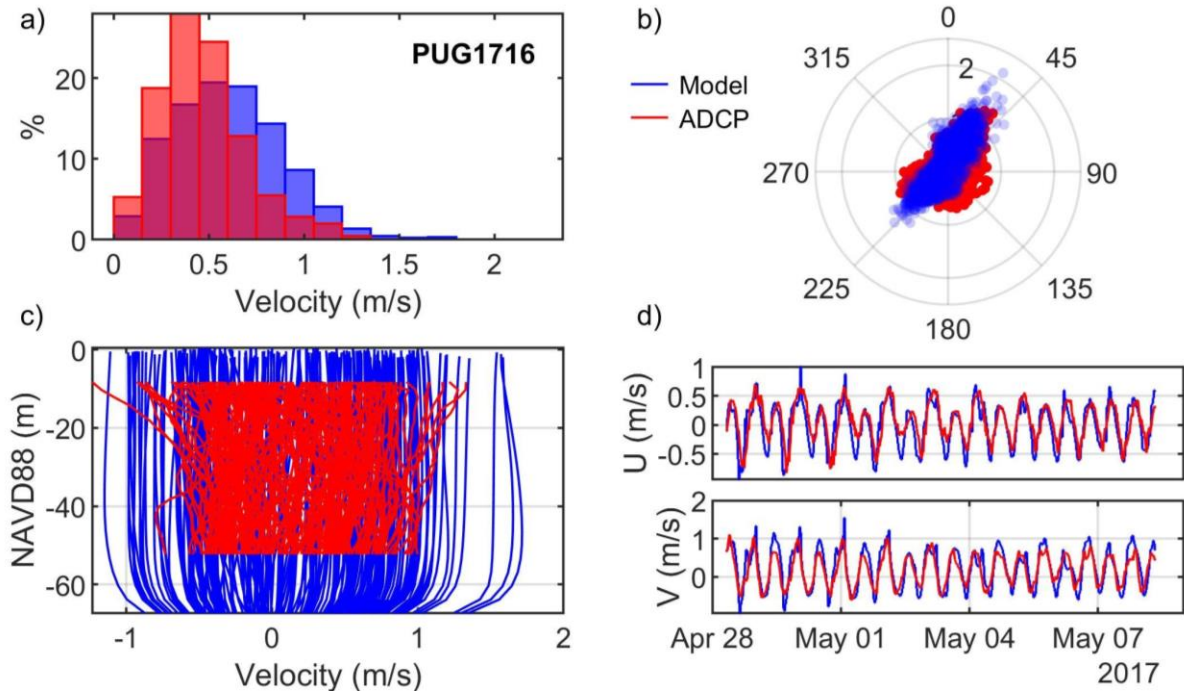 a)
PUG1716
20
10
0
%
0 0.5 1 1.5 2
Velocity (m/s)
b)
Model
ADCP
0
45
90
135
180
225
270
315
2
c)
0
-20
-40
-60
NAVD88 (m)
-1 0 1 2
Velocity (m/s)
d)
1
0.5
0
-0.5
U (m/s)
2
1
0
V (m/s)
Apr 28 May 01 May 04 May 07
2017